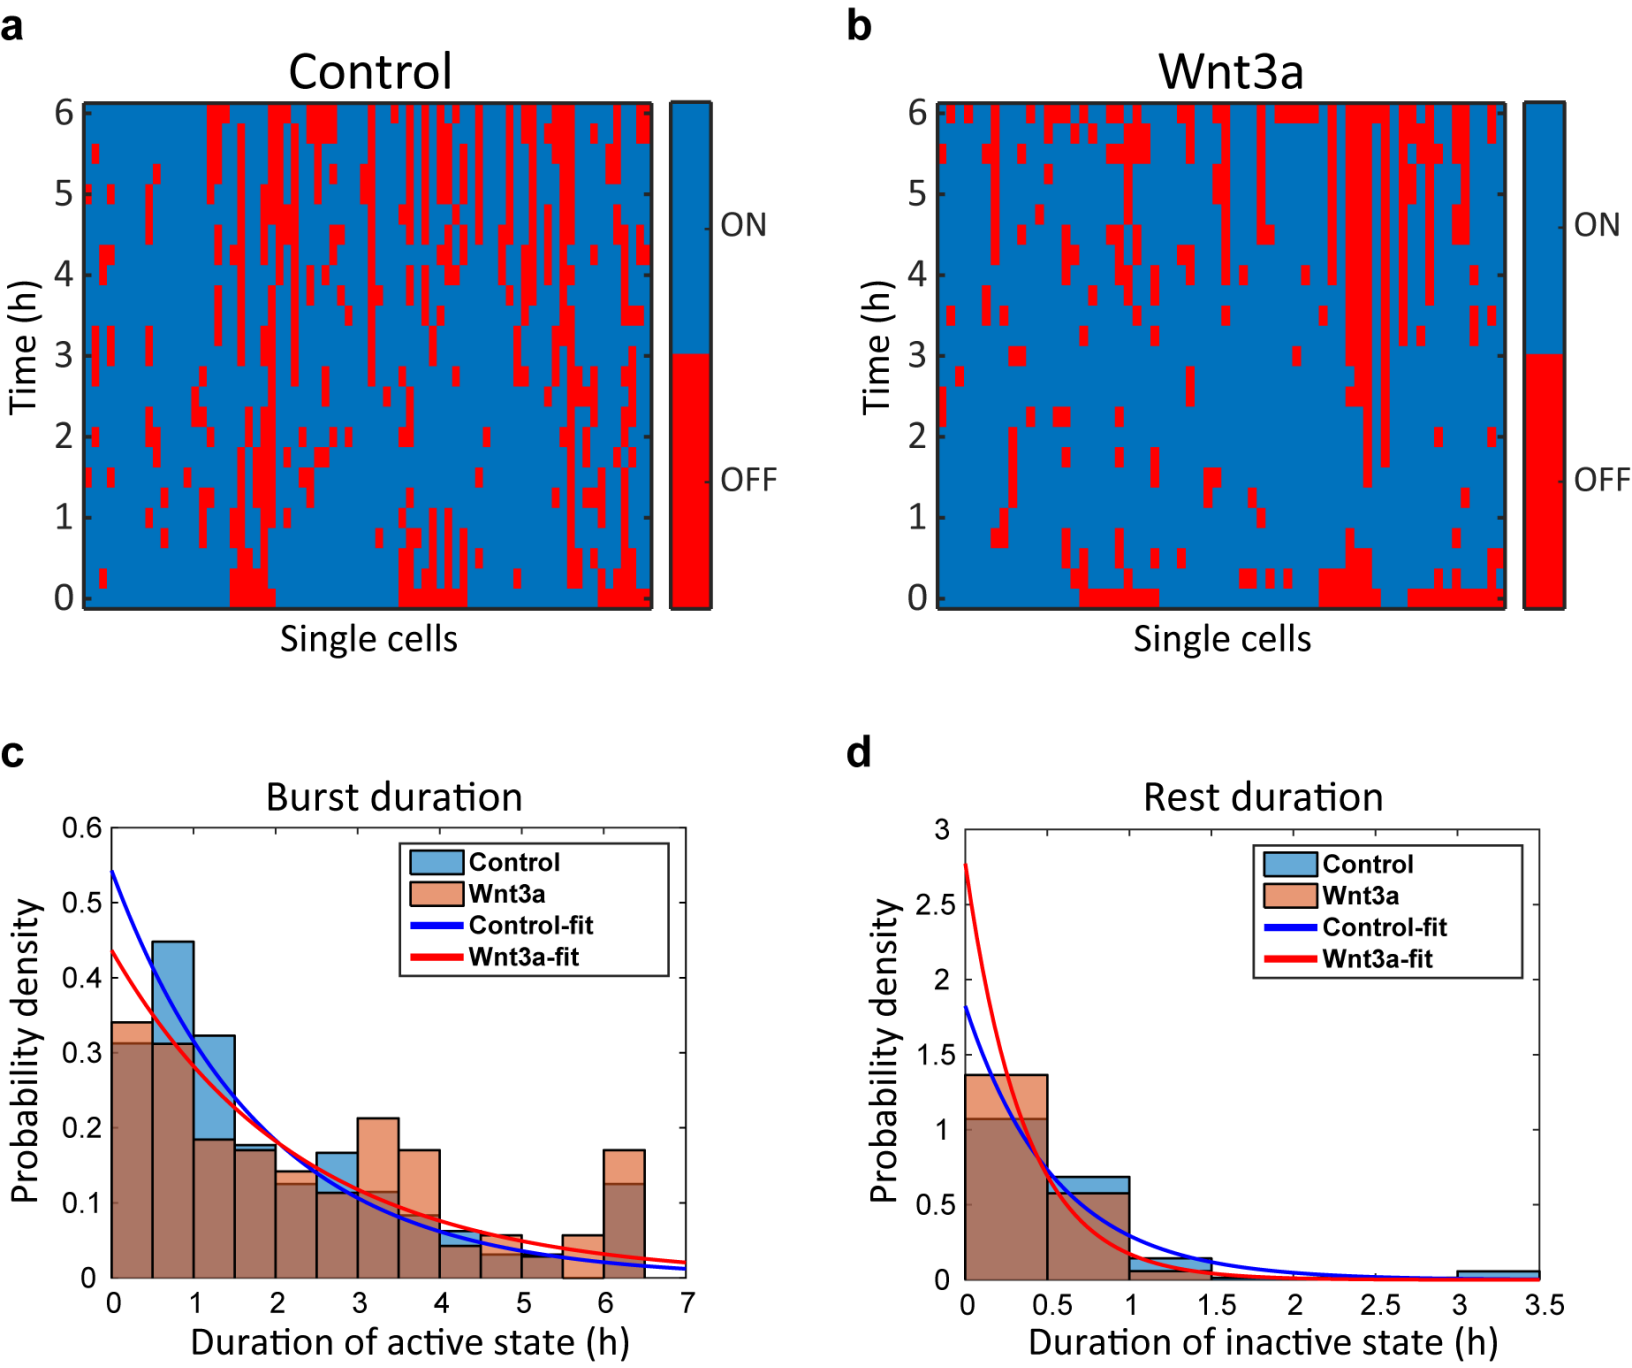 a
Control
6
5
4
3
2
1
0
Time (h)
Single cells
ON
OFF
b
Wnt3a
6
5
4
3
2
1
0
Time (h)
Single cells
ON
OFF
c
Burst duration
0.6
0.5
0.4
0.3
0.2
0.1
0
Probability density
Control
Wnt3a
Control-fit
Wnt3a-fit
0 1 2 3 4 5 6 7
Duration of active state (h)
d
Rest duration
3
2.5
2
1.5
1
0.5
0
Probability density
Control
Wnt3a
Control-fit
Wnt3a-fit
0 0.5 1 1.5 2 2.5 3 3.5
Duration of inactive state (h)